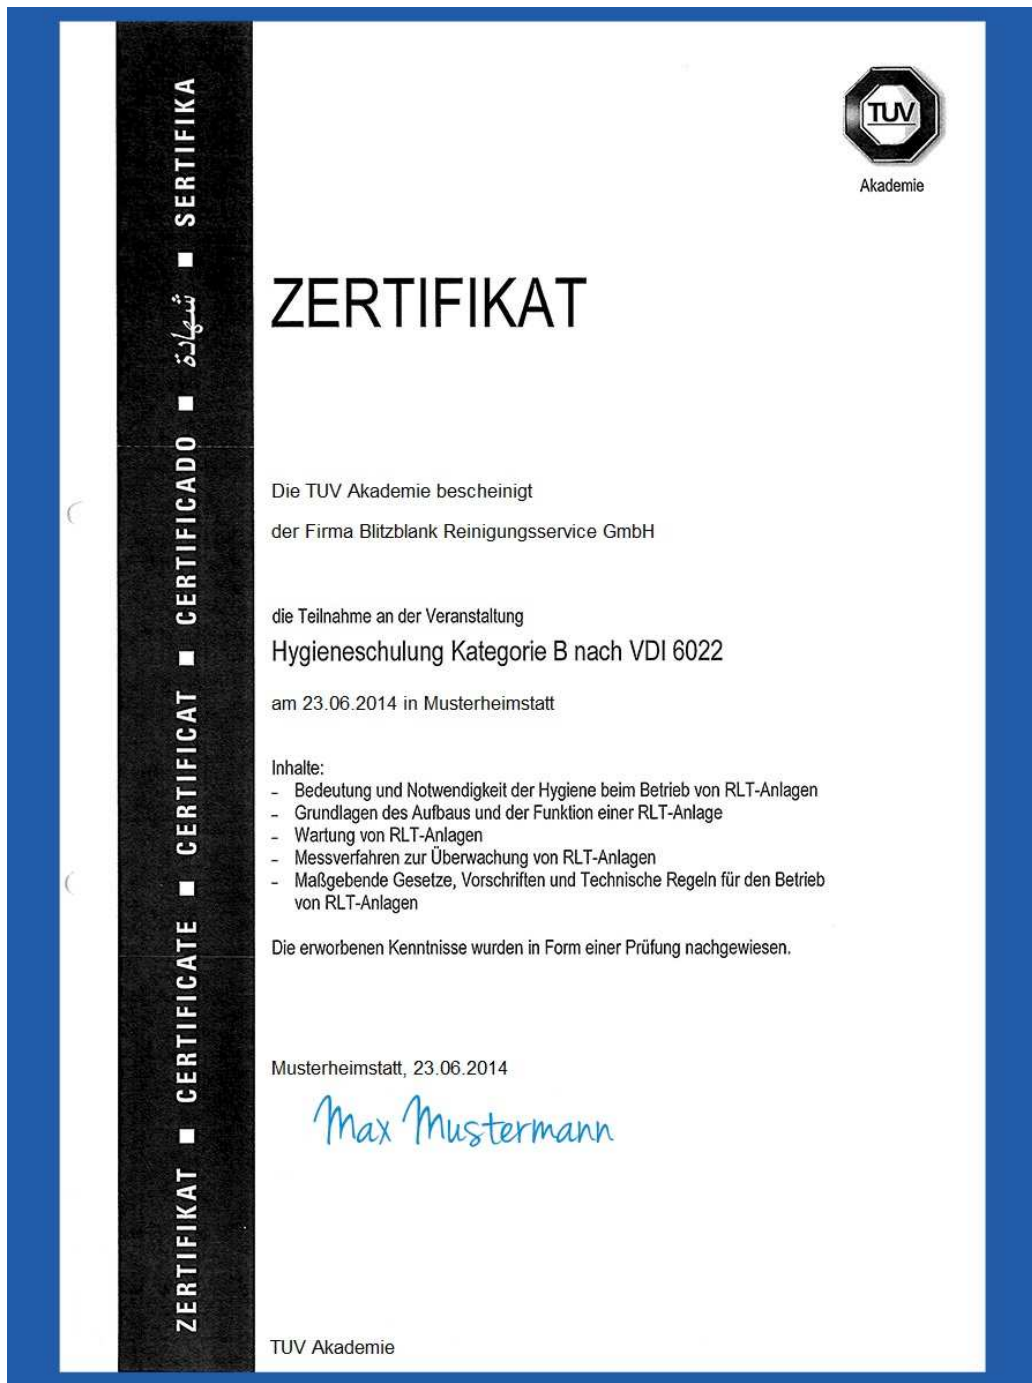 TUV
Akademie
ZERTIFIKAT ■ CERTIFICATE ■ CERTIFICAT ■ CERTIFICADO ■ شهادة ■ SERTIFIKA
ZERTIFIKAT
Die TUV Akademie bescheinigt
der Firma Blitzblank Reinigungsservice GmbH
die Teilnahme an der Veranstaltung
Hygieneschulung Kategorie B nach VDI 6022
am 23.06.2014 in Musterheimstatt
Inhalte:
- Bedeutung und Notwendigkeit der Hygiene beim Betrieb von RLT-Anlagen
- Grundlagen des Aufbaus und der Funktion einer RLT-Anlage
- Wartung von RLT-Anlagen
- Messverfahren zur Überwachung von RLT-Anlagen
- Maßgebende Gesetze, Vorschriften und Technische Regeln für den Betrieb
von RLT-Anlagen
Die erworbenen Kenntnisse wurden in Form einer Prüfung nachgewiesen.
Musterheimstatt, 23.06.2014
Max Mustermann
TUV Akademie